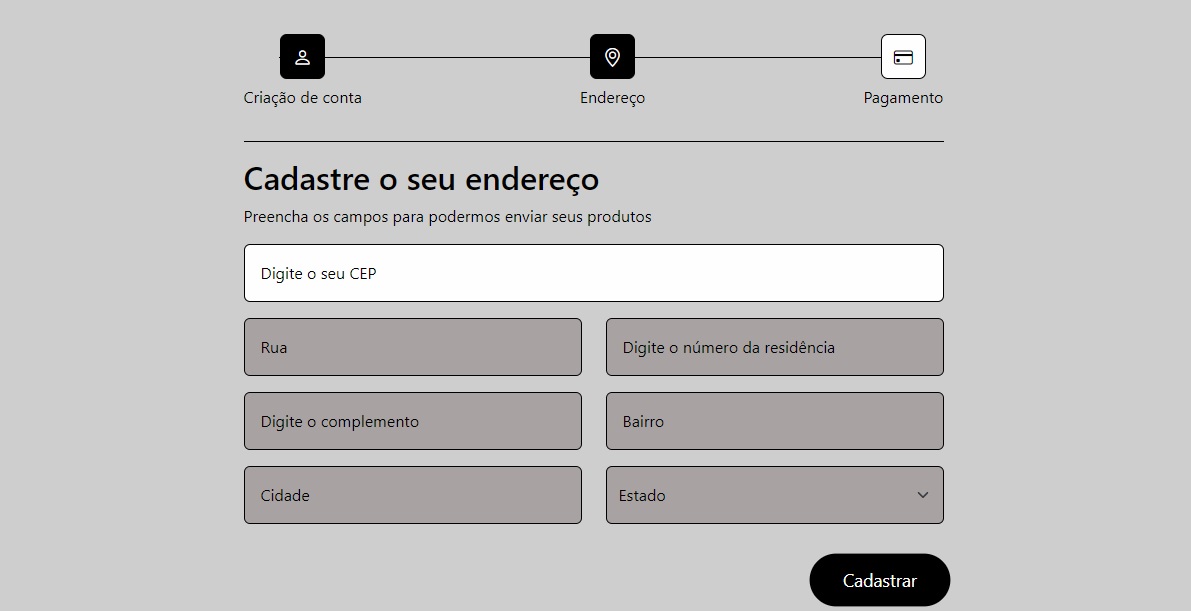 Criação de conta
Endereço
Pagamento
Cadastre o seu endereço
Preencha os campos para podermos enviar seus produtos
Digite o seu CEP
Rua
Digite o número da residência
Digite o complemento
Bairro
Cidade
Estado
Cadastrar